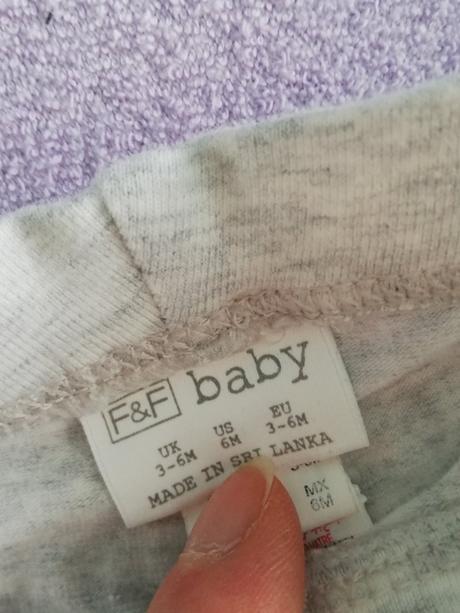 F&F baby
UK US EU
3-6M 6M 3-6M
MADE IN SRI LANKA
MX
6M